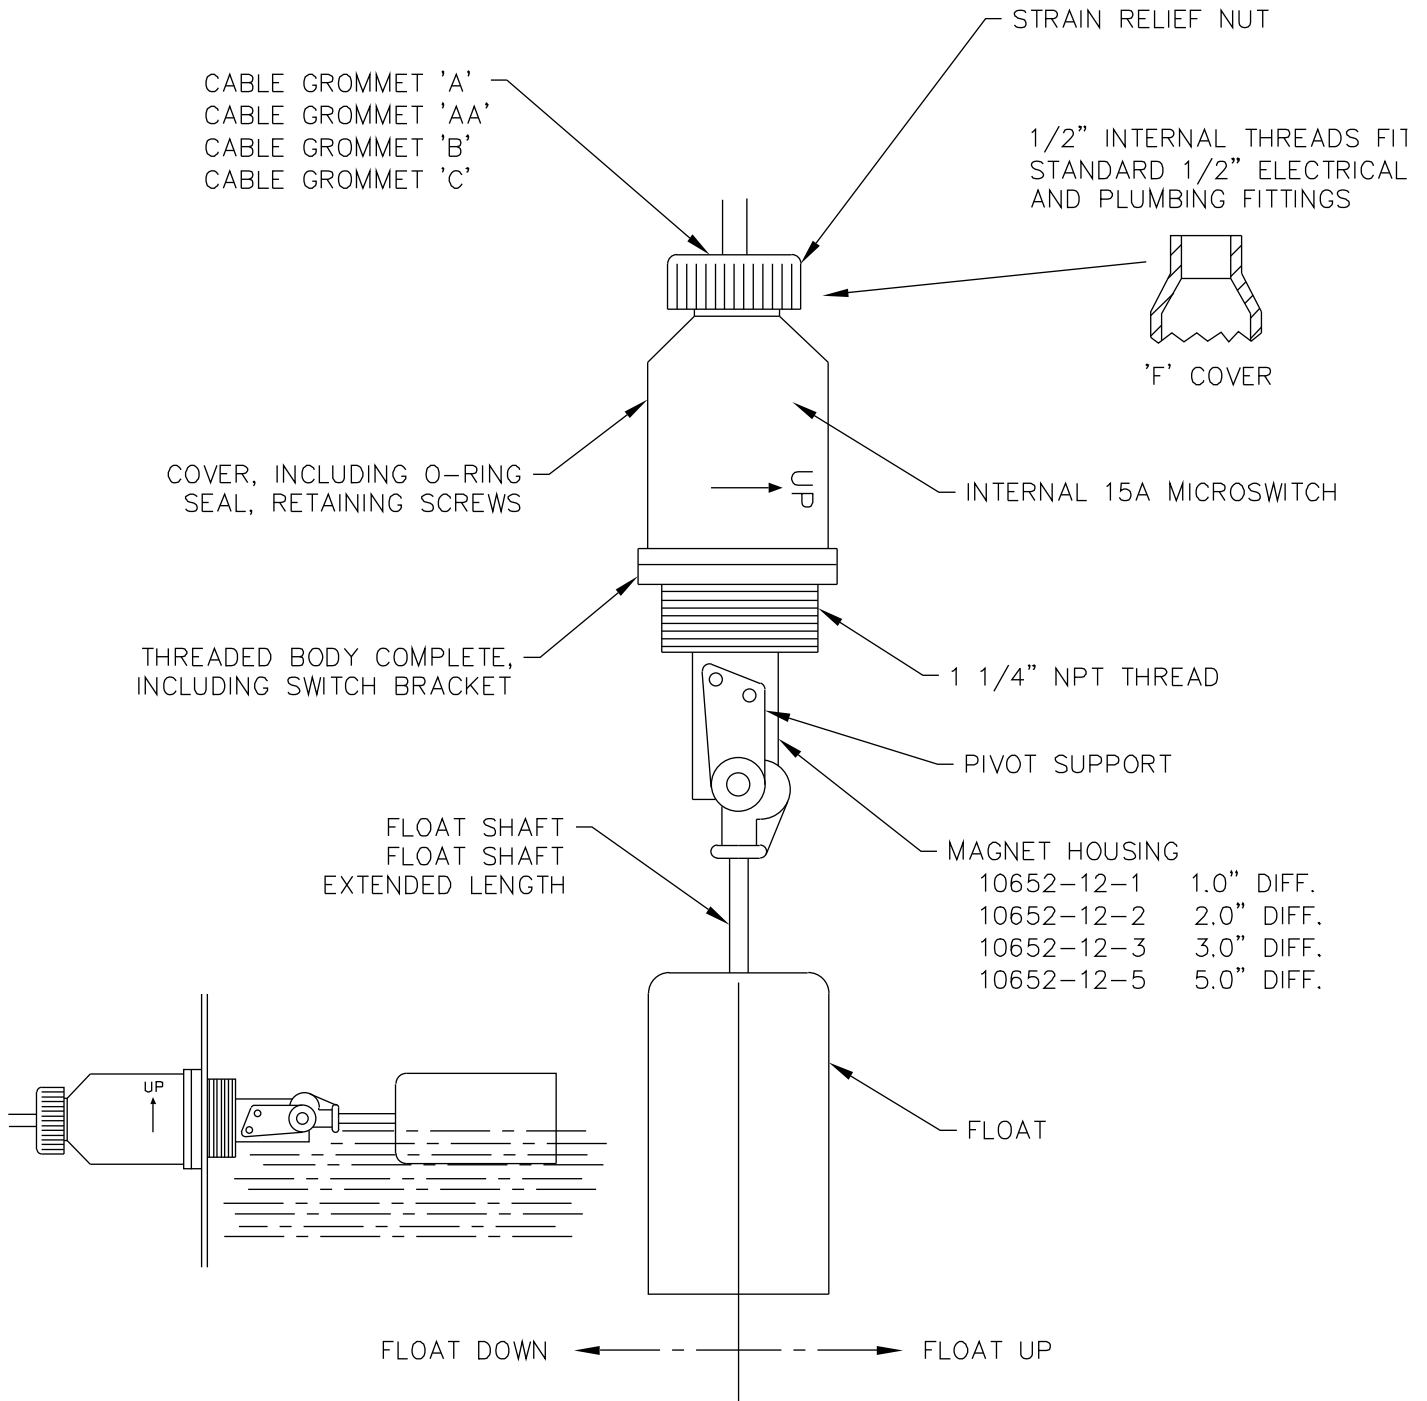 STRAIN RELIEF NUT
CABLE GROMMET 'A'
CABLE GROMMET 'AA'
CABLE GROMMET 'B'
CABLE GROMMET 'C'
1/2" INTERNAL THREADS FIT
STANDARD 1/2" ELECTRICAL
AND PLUMBING FITTINGS
'F' COVER
COVER, INCLUDING O-RING
SEAL, RETAINING SCREWS
UP
INTERNAL 15A MICROSWITCH
THREADED BODY COMPLETE,
INCLUDING SWITCH BRACKET
1 1/4" NPT THREAD
PIVOT SUPPORT
FLOAT SHAFT
FLOAT SHAFT
EXTENDED LENGTH
MAGNET HOUSING
10652-12-1 1.0" DIFF.
10652-12-2 2.0" DIFF.
10652-12-3 3.0" DIFF.
10652-12-5 5.0" DIFF.
UP
FLOAT
FLOAT DOWN
FLOAT UP